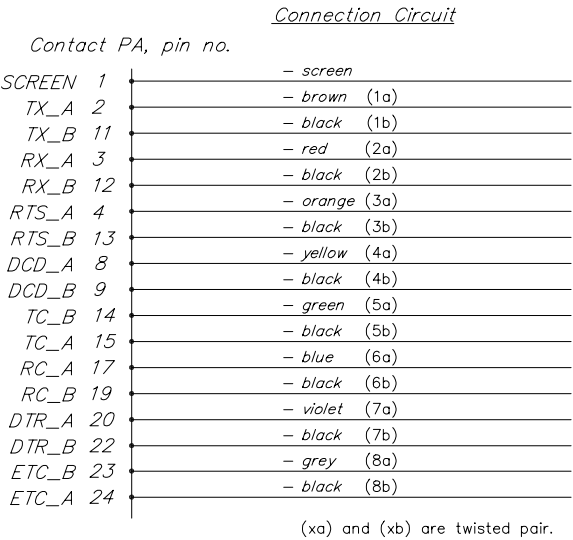 Connection Circuit
Contact PA, pin no.
SCREEN 1 – screen
TX_A 2 – brown (1a)
TX_B 11 – black (1b)
RX_A 3 – red (2a)
RX_B 12 – black (2b)
RTS_A 4 – orange (3a)
RTS_B 13 – black (3b)
DCD_A 8 – yellow (4a)
DCD_B 9 – black (4b)
TC_B 14 – green (5a)
TC_A 15 – black (5b)
RC_A 17 – blue (6a)
RC_B 19 – black (6b)
DTR_A 20 – violet (7a)
DTR_B 22 – black (7b)
ETC_B 23 – grey (8a)
ETC_A 24 – black (8b)
(xa) and (xb) are twisted pair.